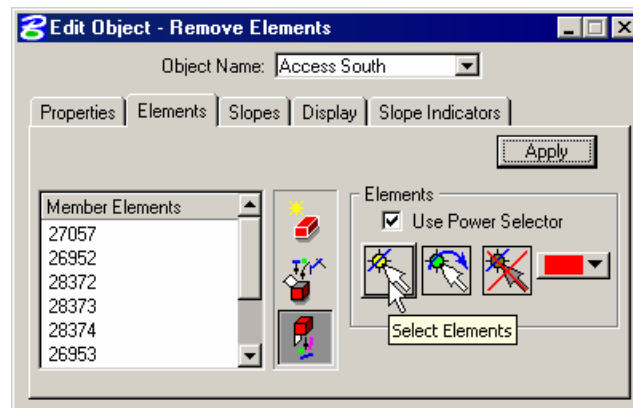 Edit Object - Remove Elements
Object Name: Access South
Properties Elements Slopes Display Slope Indicators
Apply
Member Elements
27057
26952
28372
28373
28374
26953
Elements
Use Power Selector
Select Elements